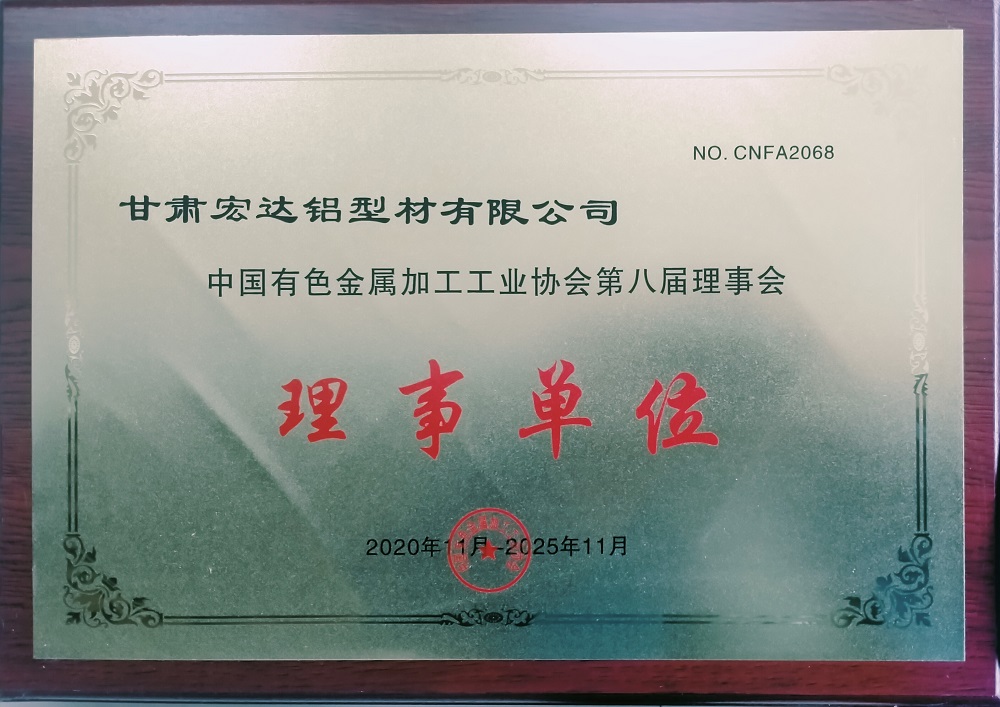 NO. CNFA2068
甘肃宏达铝型材有限公司
中国有色金属加工工业协会第八届理事会
理事单位
2020年11月~2025年11月